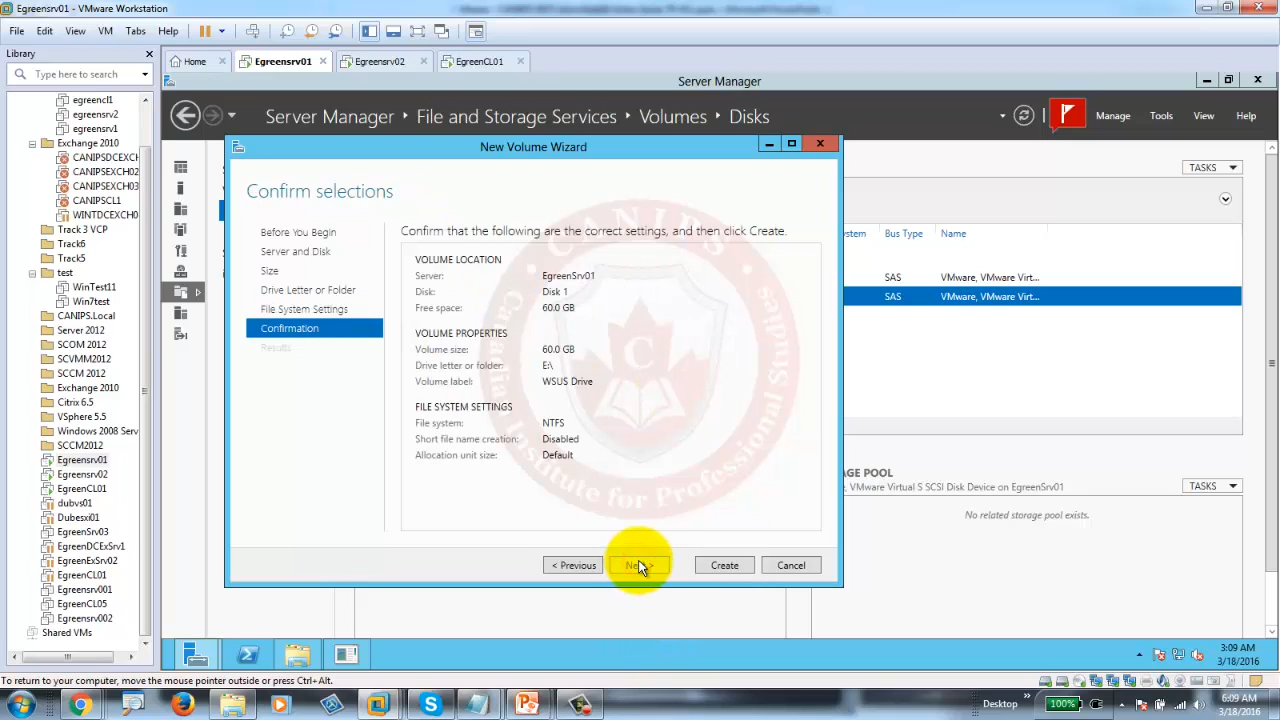 Egreensrv01 - VMware Workstation
File Edit View VM Tabs Help
Library
Type here to search
egreencl1
egreensrv2
egreensrv1
Exchange 2010
CANIPSDCEXCH
CANIPSEXCH02
CANIPSEXCH03
CANIPSCL1
WINTDCEXCH0
Track 3 VCP
Track6
Track5
test
WinTest11
Win7test
CANIPS.Local
Server 2012
SCOM 2012
SCVMM2012
SCCM 2012
Exchange 2010
Citrix 6.5
VSphere 5.5
Windows 2008 Serv
SCCM2012
Egreensrv01
Egreensrv02
EgreenCL01
dubvs01
Dubesxi01
EgreenSrv03
EgreenDCExSrv1
EgreenExSrv02
EgreenCL01
Egreensrv001
EgreenCL05
Egreensrv002
Shared VMs
Home Egreensrv01 Egreensrv02 EgreenCL01
Server Manager
Server Manager File and Storage Services Volumes Disks
Manage Tools View Help
New Volume Wizard
Confirm selections
Before You Begin
Server and Disk
Size
Drive Letter or Folder
File System Settings
Confirmation
Results
Confirm that the following are the correct settings, and then click Create.
VOLUME LOCATION
Server: EgreenSrv01
Disk: Disk 1
Free space: 60.0 GB
VOLUME PROPERTIES
Volume size: 60.0 GB
Drive letter or folder: E:\
Volume label: WSUS Drive
FILE SYSTEM SETTINGS
File system: NTFS
Short file name creation: Disabled
Allocation unit size: Default
< Previous Create Cancel
CANIPS
Canada Institute for Professional Studies
C
TASKS
Bus Type Name
SAS VMware, VMware Virt...
SAS VMware, VMware Virt...
AGE POOL
VMware Virtual S SCSI Disk Device on EgreenSrv01
TASKS
No related storage pool exists.
3:09 AM
3/18/2016
To return to your computer, move the mouse pointer outside or press Ctrl+Alt.
Desktop
100%
6:09 AM
3/18/2016